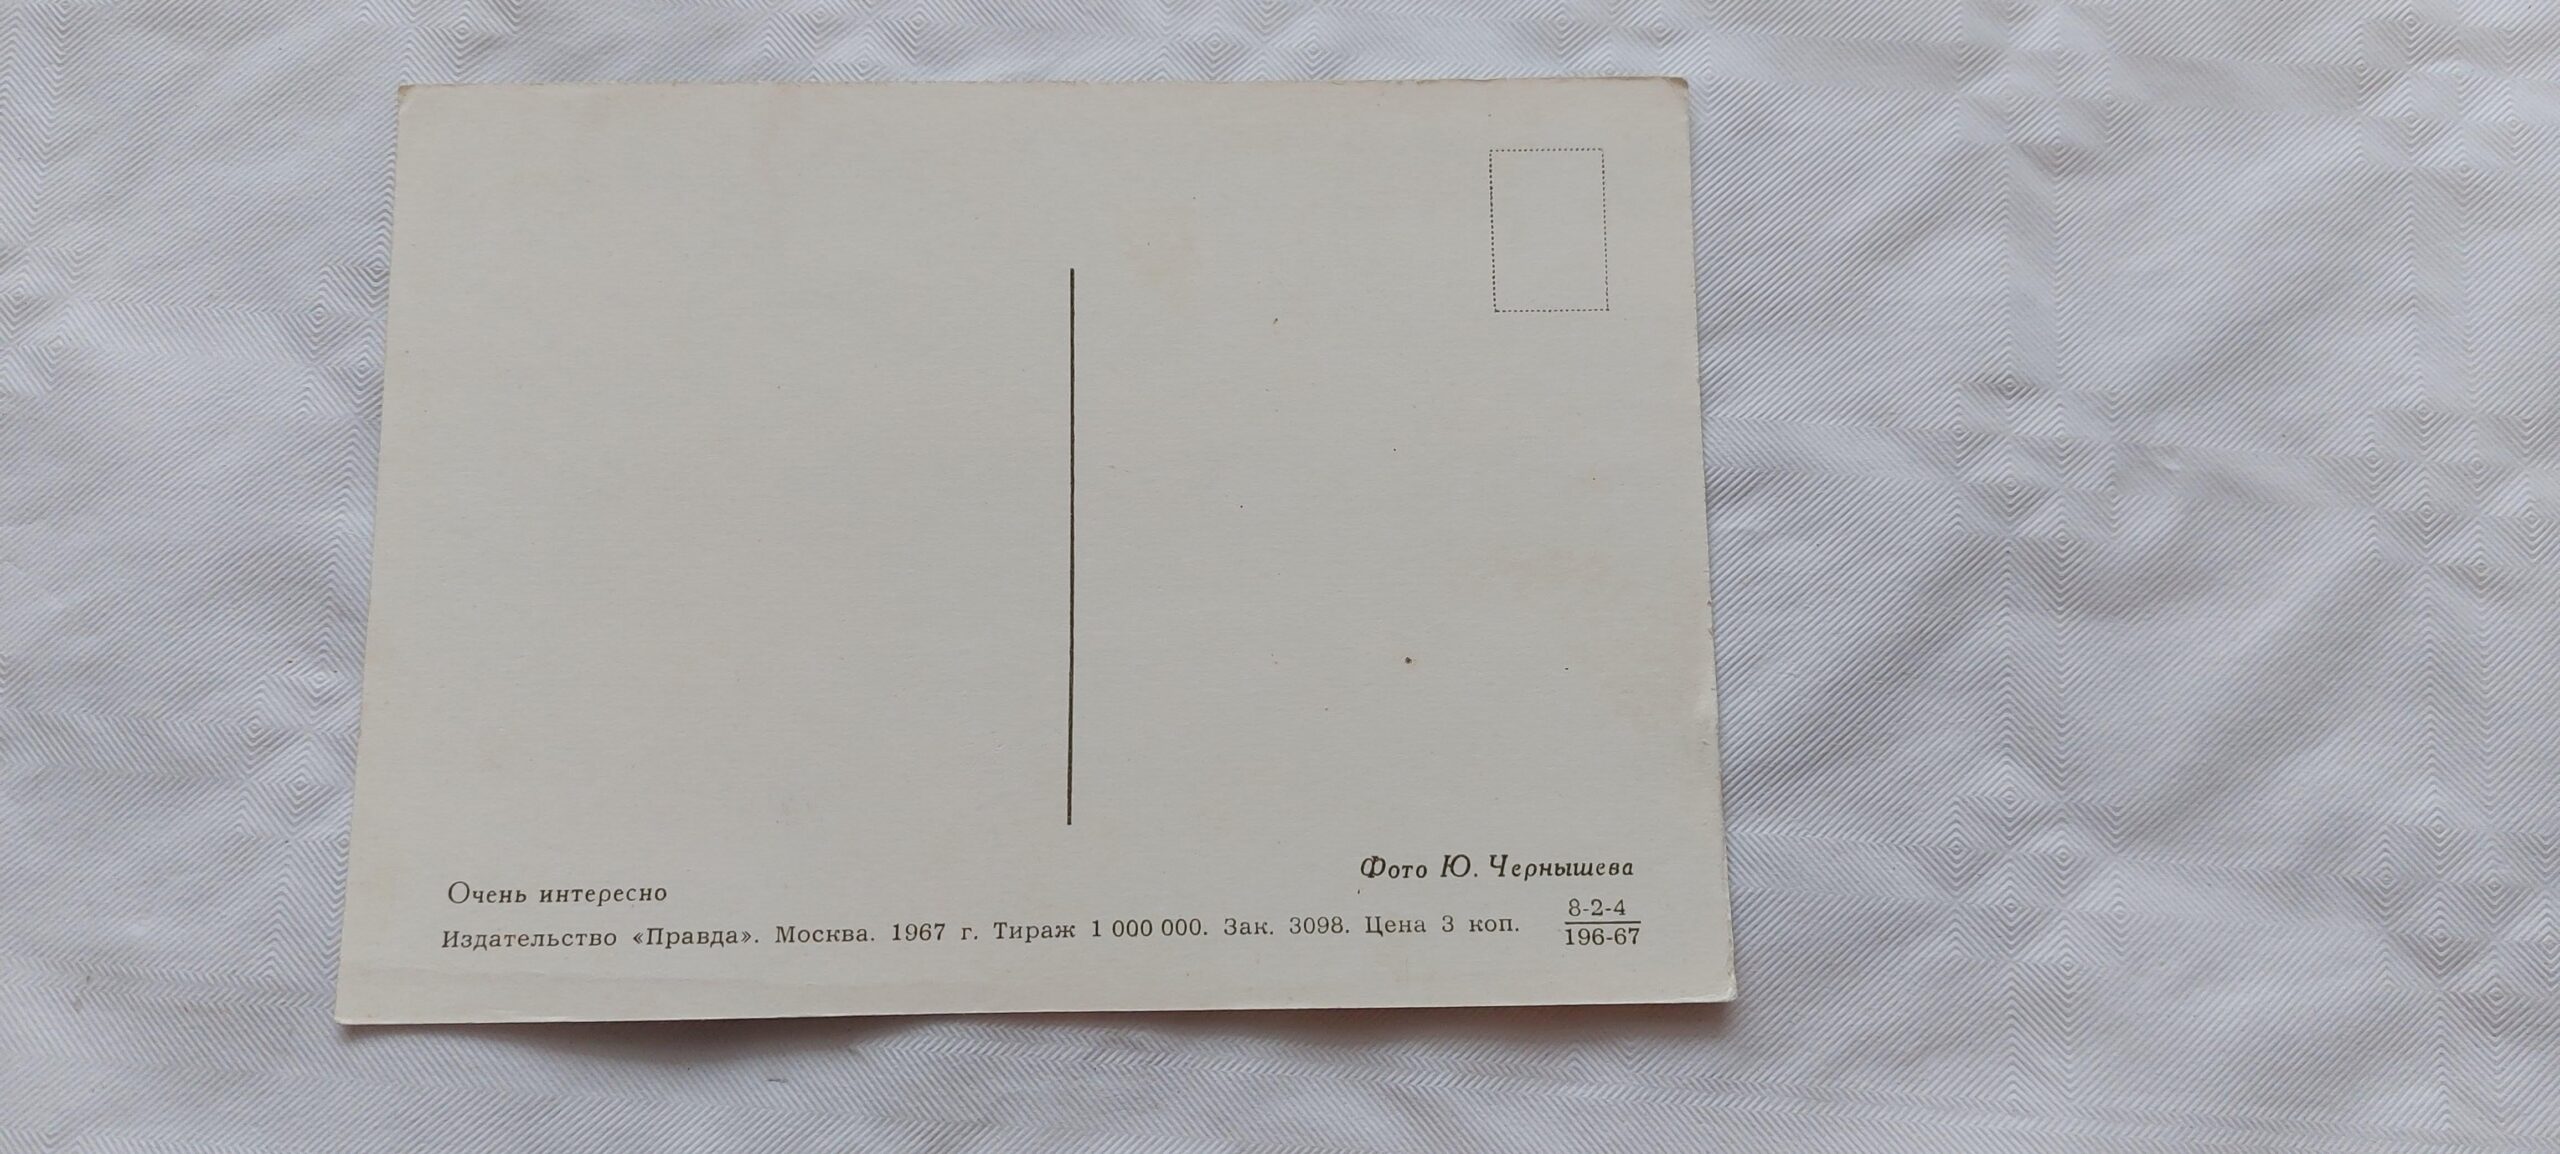 Фото Ю. Чернышева
Очень интересно
Издательство «Правда». Москва. 1967 г. Тираж 1 000 000. Зак. 3098. Цена 3 коп.
8-2-4
196-67